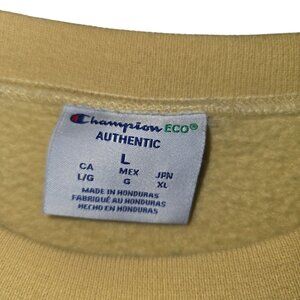 Champion ECO®
AUTHENTIC
L
CA MEX JPN
L/G G XL
MADE IN HONDURAS
FABRIQUÉ AU HONDURAS
HECHO EN HONDURAS